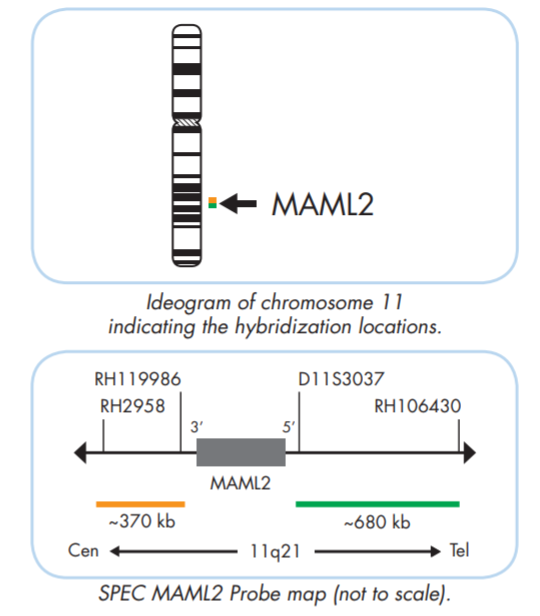 MAML2
Ideogram of chromosome 11
indicating the hybridization locations.
RH119986
D11S3037
RH2958
RH106430
3’
5’
MAML2
~370 kb
~680 kb
Cen
11q21
Tel
SPEC MAML2 Probe map (not to scale).